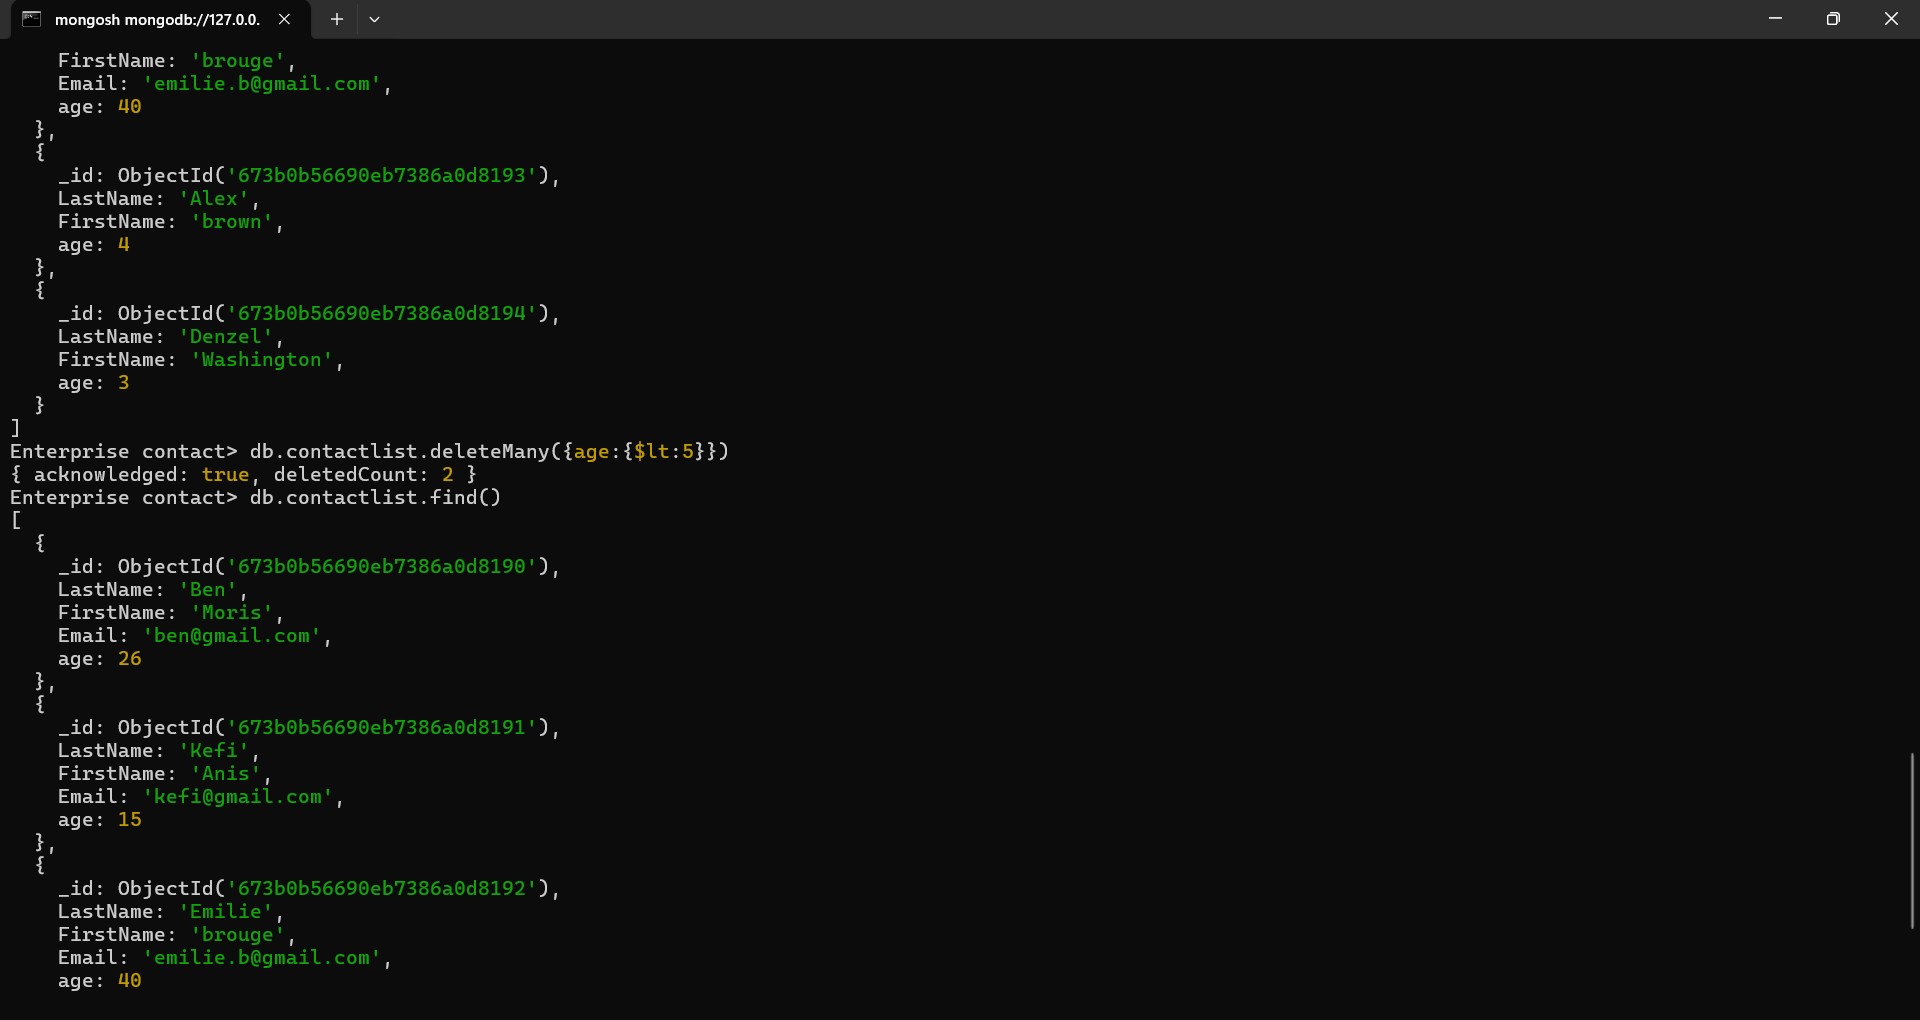 mongosh mongodb://127.0.0.
    FirstName: 'brouge',
    Email: 'emilie.b@gmail.com',
    age: 40
  },
  {
    _id: ObjectId('673b0b56690eb7386a0d8193'),
    LastName: 'Alex',
    FirstName: 'brown',
    age: 4
  },
  {
    _id: ObjectId('673b0b56690eb7386a0d8194'),
    LastName: 'Denzel',
    FirstName: 'Washington',
    age: 3
  }
]
Enterprise contact> db.contactlist.deleteMany({age:{$lt:5}})
{ acknowledged: true, deletedCount: 2 }
Enterprise contact> db.contactlist.find()
[
  {
    _id: ObjectId('673b0b56690eb7386a0d8190'),
    LastName: 'Ben',
    FirstName: 'Moris',
    Email: 'ben@gmail.com',
    age: 26
  },
  {
    _id: ObjectId('673b0b56690eb7386a0d8191'),
    LastName: 'Kefi',
    FirstName: 'Anis',
    Email: 'kefi@gmail.com',
    age: 15
  },
  {
    _id: ObjectId('673b0b56690eb7386a0d8192'),
    LastName: 'Emilie',
    FirstName: 'brouge',
    Email: 'emilie.b@gmail.com',
    age: 40